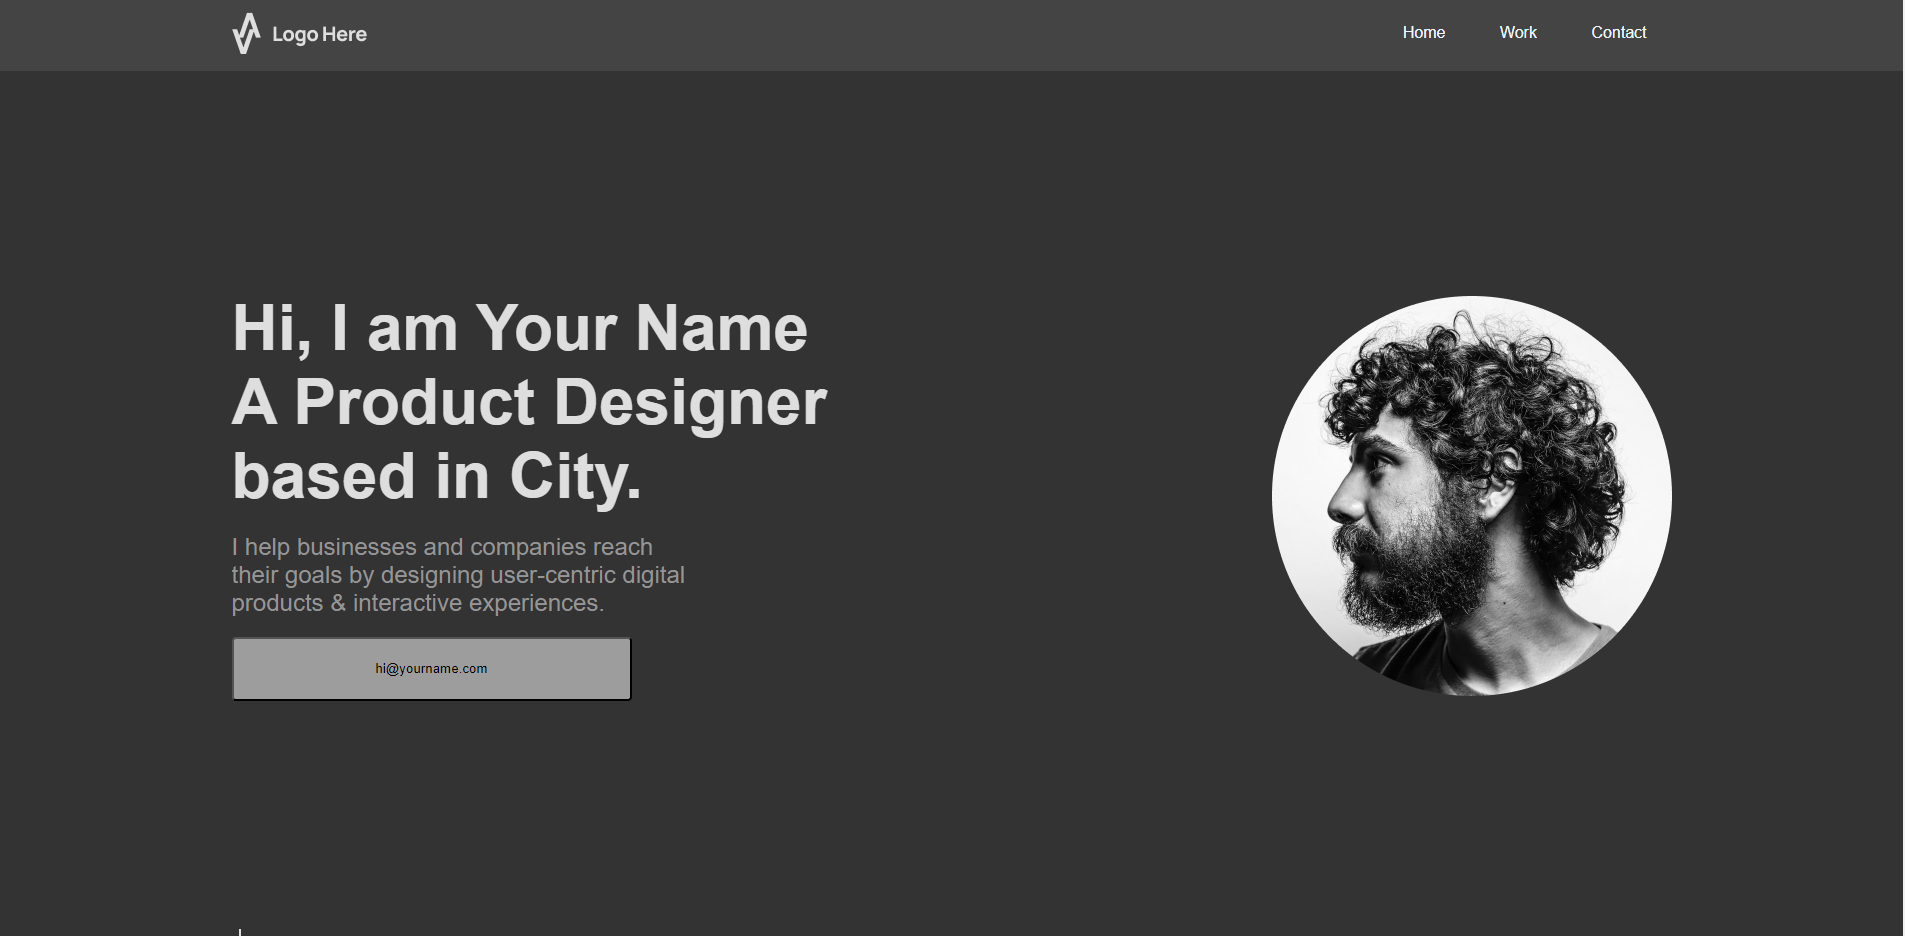 Logo Here
Home
Work
Contact
Hi, I am Your Name
A Product Designer
based in City.
I help businesses and companies reach
their goals by designing user-centric digital
products & interactive experiences.
hi@yourname.com